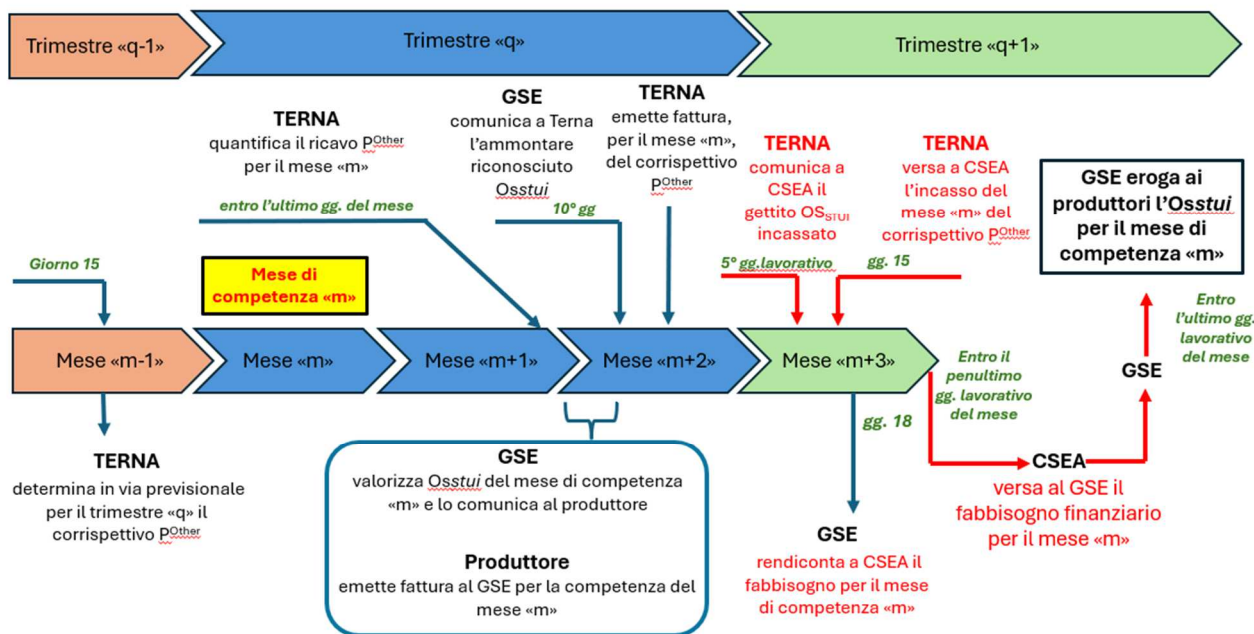 Trimestre «q-1»
Trimestre «q»
Trimestre «q+1»
TERNA
quantifica il ricavo P^Other
per il mese «m»
GSE
comunica a Terna
l’ammontare
riconosciuto
Osstui
TERNA
emette fattura,
per il mese «m»,
del corrispettivo
P^Other
TERNA
comunica a
CSEA il
gettito OS_STUI
incassato
TERNA
versa a CSEA
l’incasso del
mese «m» del
corrispettivo P^Other
GSE eroga ai
produttori l’Osstui
per il mese di
competenza «m»
entro l’ultimo gg. del mese
10° gg
5° gg.lavorativo
gg. 15
Giorno 15
Mese di
competenza «m»
Entro
l’ultimo gg.
lavorativo
del mese
Mese «m-1»
Mese «m»
Mese «m+1»
Mese «m+2»
Mese «m+3»
Entro il
penultimo
gg. lavorativo
del mese
GSE
gg. 18
TERNA
determina in via previsionale
per il trimestre «q» il
corrispettivo P^Other
GSE
valorizza Osstui del mese di competenza
«m» e lo comunica al produttore
Produttore
emette fattura al GSE per la competenza del
mese «m»
GSE
rendiconta a CSEA il
fabbisogno per il mese
di competenza «m»
CSEA
versa al GSE il
fabbisogno finanziario
per il mese «m»